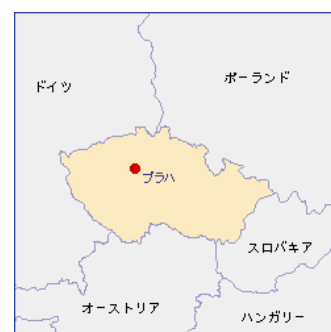 ポーランド
ドイツ
プラハ
スロバキア
オーストリア
ハンガリー